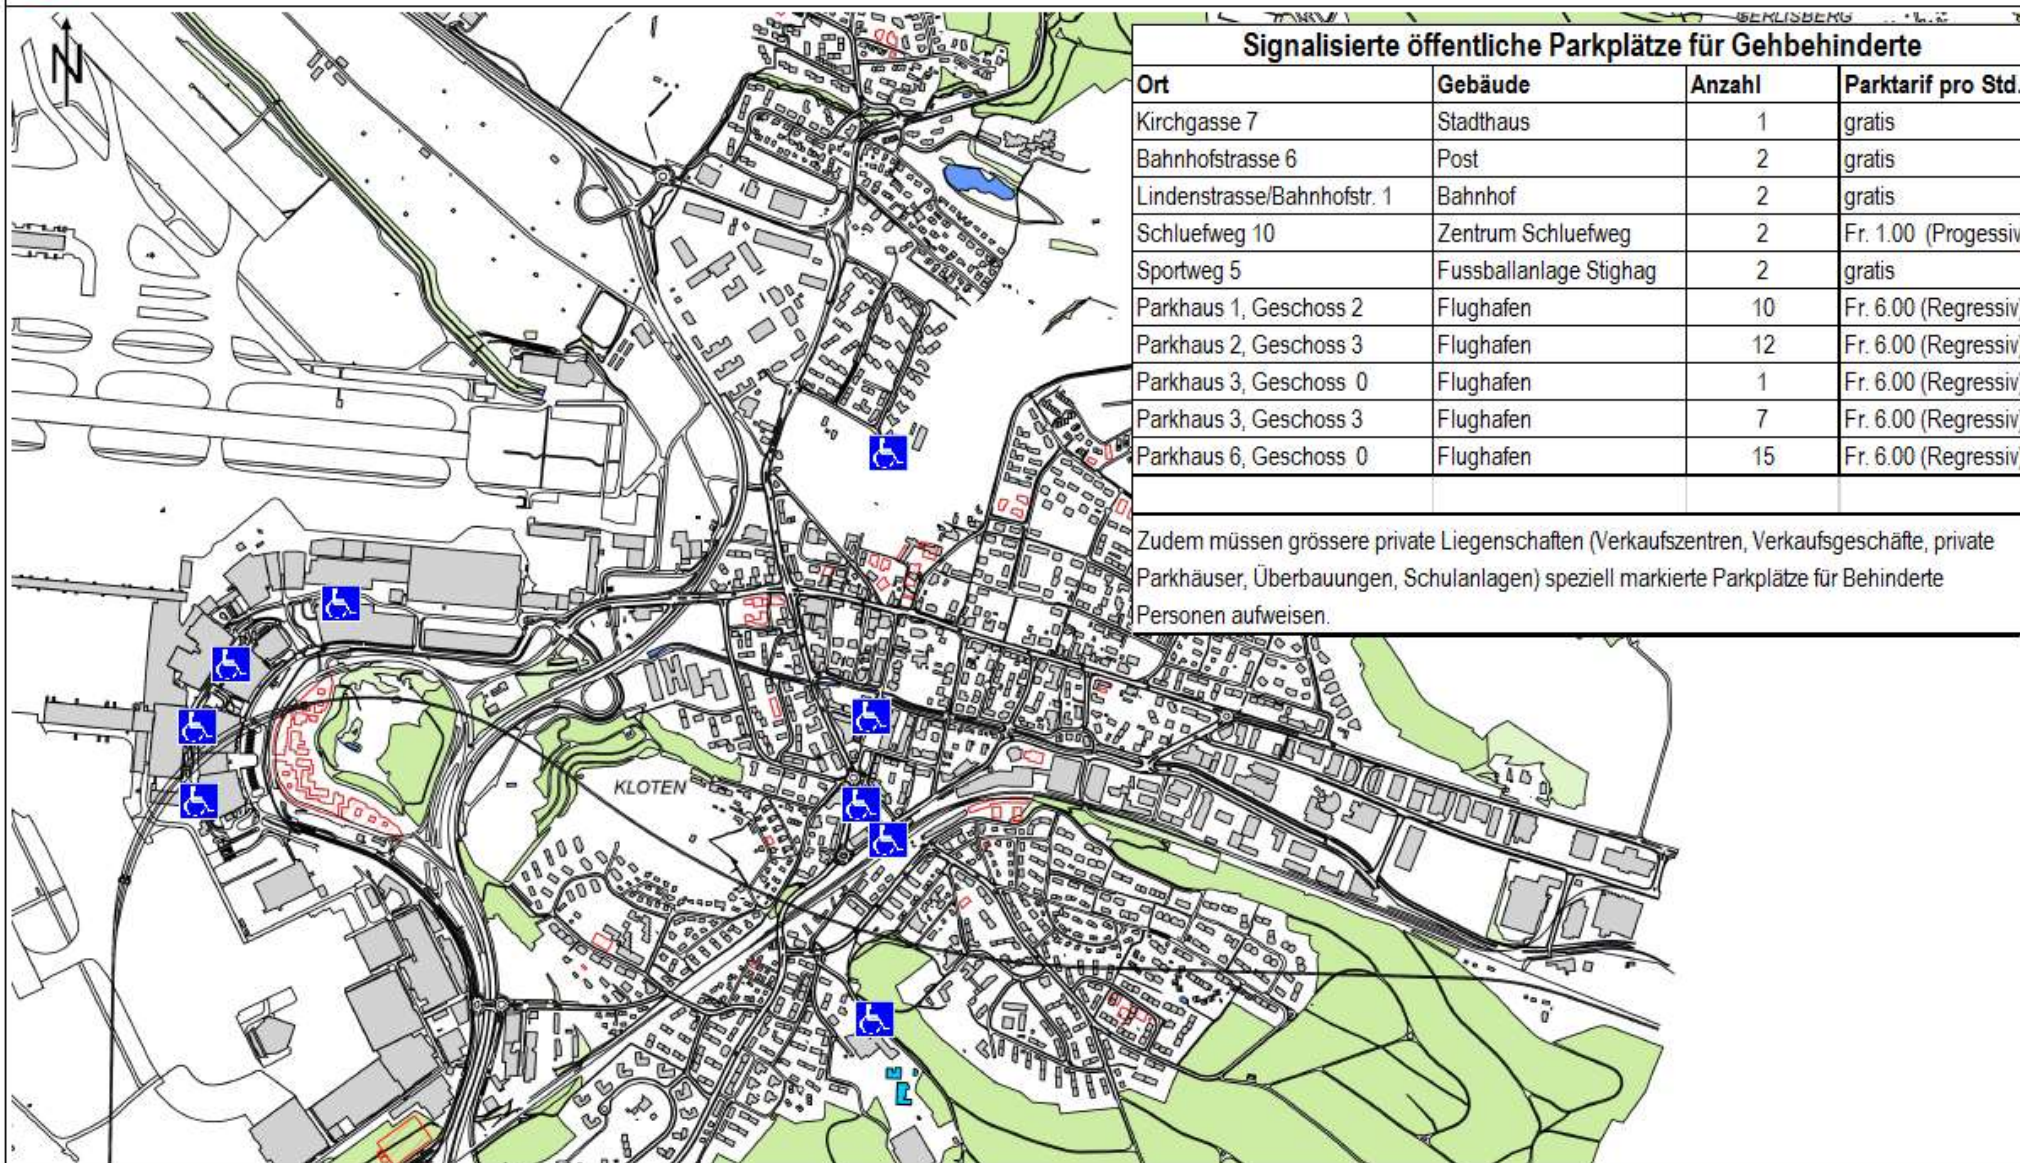 N
GERLISBERG
Signalisierte öffentliche Parkplätze für Gehbehinderte
Ort Gebäude Anzahl Parktarif pro Std.
Kirchgasse 7 Stadthaus 1 gratis
Bahnhofstrasse 6 Post 2 gratis
Lindenstrasse/Bahnhofstr. 1 Bahnhof 2 gratis
Schluefweg 10 Zentrum Schluefweg 2 Fr. 1.00 (Progessiv
Sportweg 5 Fussballanlage Stighag 2 gratis
Parkhaus 1, Geschoss 2 Flughafen 10 Fr. 6.00 (Regressiv)
Parkhaus 2, Geschoss 3 Flughafen 12 Fr. 6.00 (Regressiv)
Parkhaus 3, Geschoss 0 Flughafen 1 Fr. 6.00 (Regressiv)
Parkhaus 3, Geschoss 3 Flughafen 7 Fr. 6.00 (Regressiv)
Parkhaus 6, Geschoss 0 Flughafen 15 Fr. 6.00 (Regressiv)
Zudem müssen grössere private Liegenschaften (Verkaufszentren, Verkaufsgeschäfte, private
Parkhäuser, Überbauungen, Schulanlagen) speziell markierte Parkplätze für Behinderte
Personen aufweisen.
KLOTEN